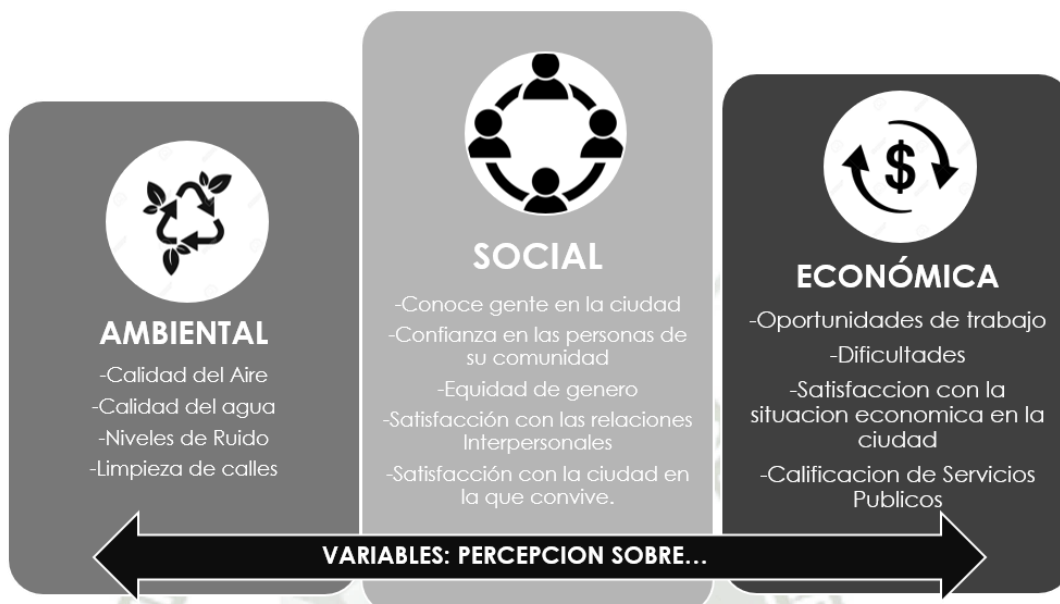 AMBIENTAL
-Calidad del Aire
-Calidad del agua
-Niveles de Ruido
-Limpieza de calles
SOCIAL
-Conoce gente en la ciudad
-Confianza en las personas de
su comunidad
-Equidad de genero
-Satisfacción con las relaciones
Interpersonales
-Satisfacción con la ciudad en
la que convive.
$
ECONÓMICA
-Oportunidades de trabajo
-Dificultades
-Satisfaccion con la
situacion economica en la
ciudad
-Calificacion de Servicios
Publicos
VARIABLES: PERCEPCION SOBRE...